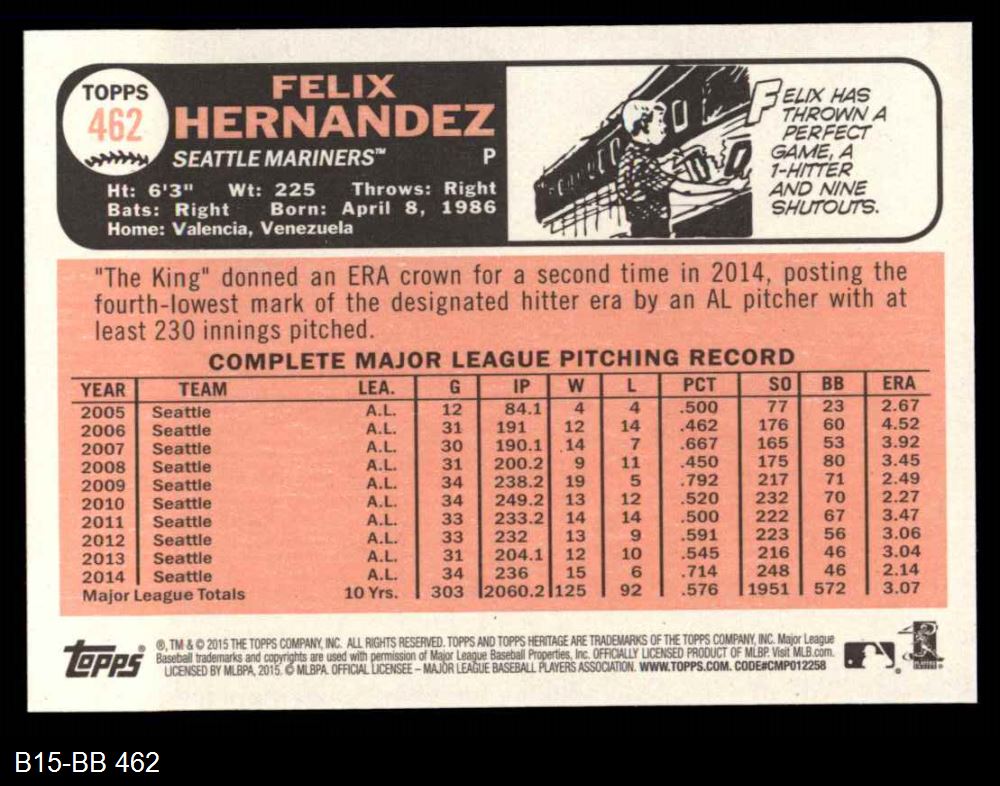 TOPPS
462
FELIX
HERNANDEZ
SEATTLE MARINERS™ P
Ht: 6'3" Wt: 225 Throws: Right
Bats: Right Born: April 8, 1986
Home: Valencia, Venezuela
FELIX HAS
THROWN A
PERFECT
GAME, A
1-HITTER
AND NINE
SHUTOUTS.
"The King" donned an ERA crown for a second time in 2014, posting the
fourth-lowest mark of the designated hitter era by an AL pitcher with at
least 230 innings pitched.
COMPLETE MAJOR LEAGUE PITCHING RECORD
YEAR TEAM LEA. G IP W L PCT SO BB ERA
2005 Seattle A.L. 12 84.1 4 4 .500 77 23 2.67
2006 Seattle A.L. 31 191 12 14 .462 176 60 4.52
2007 Seattle A.L. 30 190.1 14 7 .667 165 53 3.92
2008 Seattle A.L. 31 200.2 9 11 .450 175 80 3.45
2009 Seattle A.L. 34 238.2 19 5 .792 217 71 2.49
2010 Seattle A.L. 34 249.2 13 12 .520 232 70 2.27
2011 Seattle A.L. 33 233.2 14 14 .500 222 67 3.47
2012 Seattle A.L. 33 232 13 9 .591 223 56 3.06
2013 Seattle A.L. 31 204.1 12 10 .545 216 46 3.04
2014 Seattle A.L. 34 236 15 6 .714 248 46 2.14
Major League Totals 10 Yrs. 303 2060.2 125 92 .576 1951 572 3.07
Topps
®, TM & © 2015 THE TOPPS COMPANY, INC. ALL RIGHTS RESERVED. TOPPS AND TOPPS HERITAGE ARE TRADEMARKS OF THE TOPPS COMPANY, INC. Major League
Baseball trademarks and copyrights are used with permission of Major League Baseball Properties, Inc. OFFICIALLY LICENSED PRODUCT OF MLBP. Visit MLB.com.
LICENSED BY MLBPA, 2015. © MLBPA. OFFICIAL LICENSEE – MAJOR LEAGUE BASEBALL PLAYERS ASSOCIATION. WWW.TOPPS.COM. CODE#CMP012258
B15-BB 462